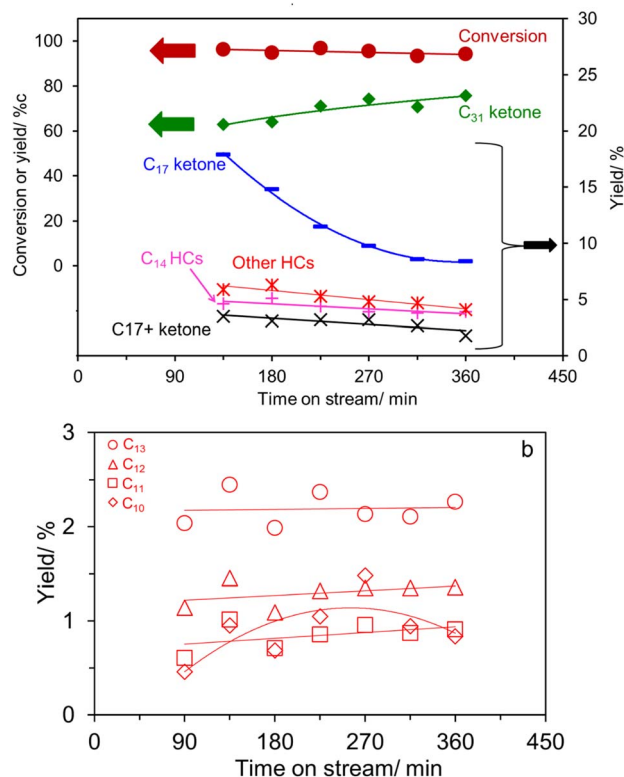 30
100
Conversion
25
80
C₃₁ ketone
60
20
C₁₇ ketone
40
15
20
10
0
C₁₄ HCs
Other HCs
5
C17+ ketone
0
0 90 180 270 360 450
Time on stream/ min
Conversion or yield/ %c
Yield/ %
b
3
C₁₃
C₁₂
C₁₁
C₁₀
2
1
0
0 90 180 270 360 450
Time on stream/ min
Yield/ %